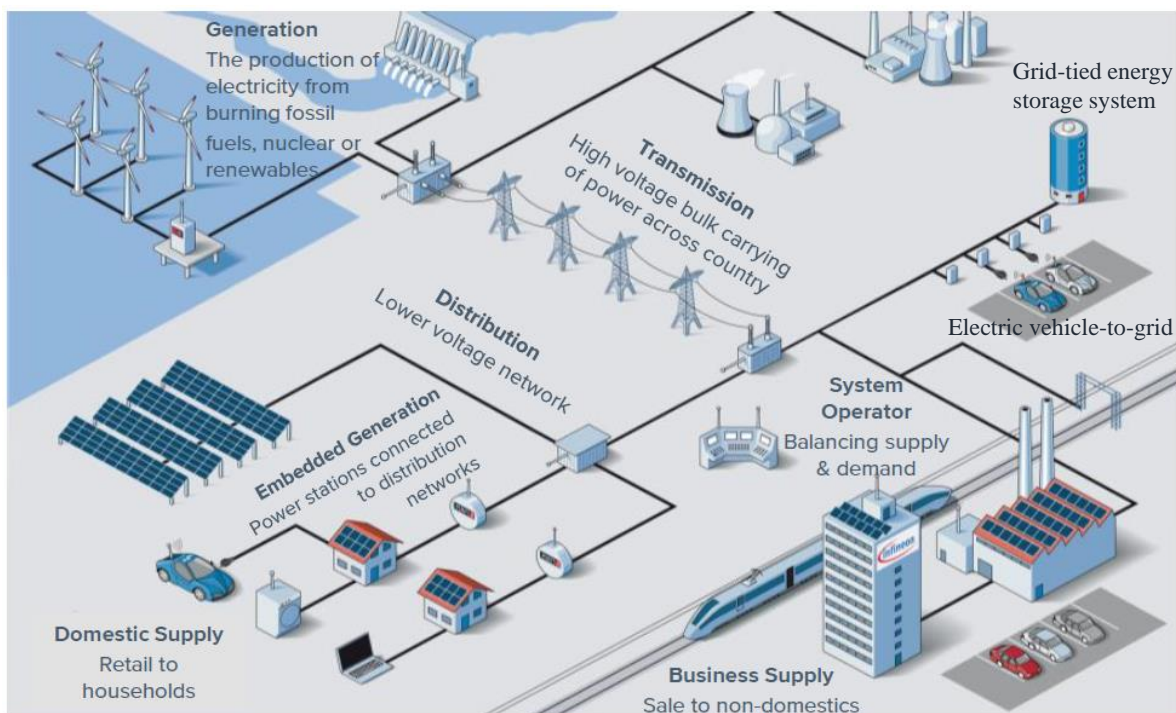 Generation
The production of
electricity from
burning fossil
fuels, nuclear or
renewables
Grid-tied energy
storage system
Transmission
High voltage bulk carrying
of power across
country
Electric vehicle-to-grid
Distribution
Lower voltage network
System
Operator
Balancing supply
& demand
Embedded Generation
Power stations connected
to distribution
networks
infineon
Domestic Supply
Retail to
households
Business Supply
Sale to non-domestics